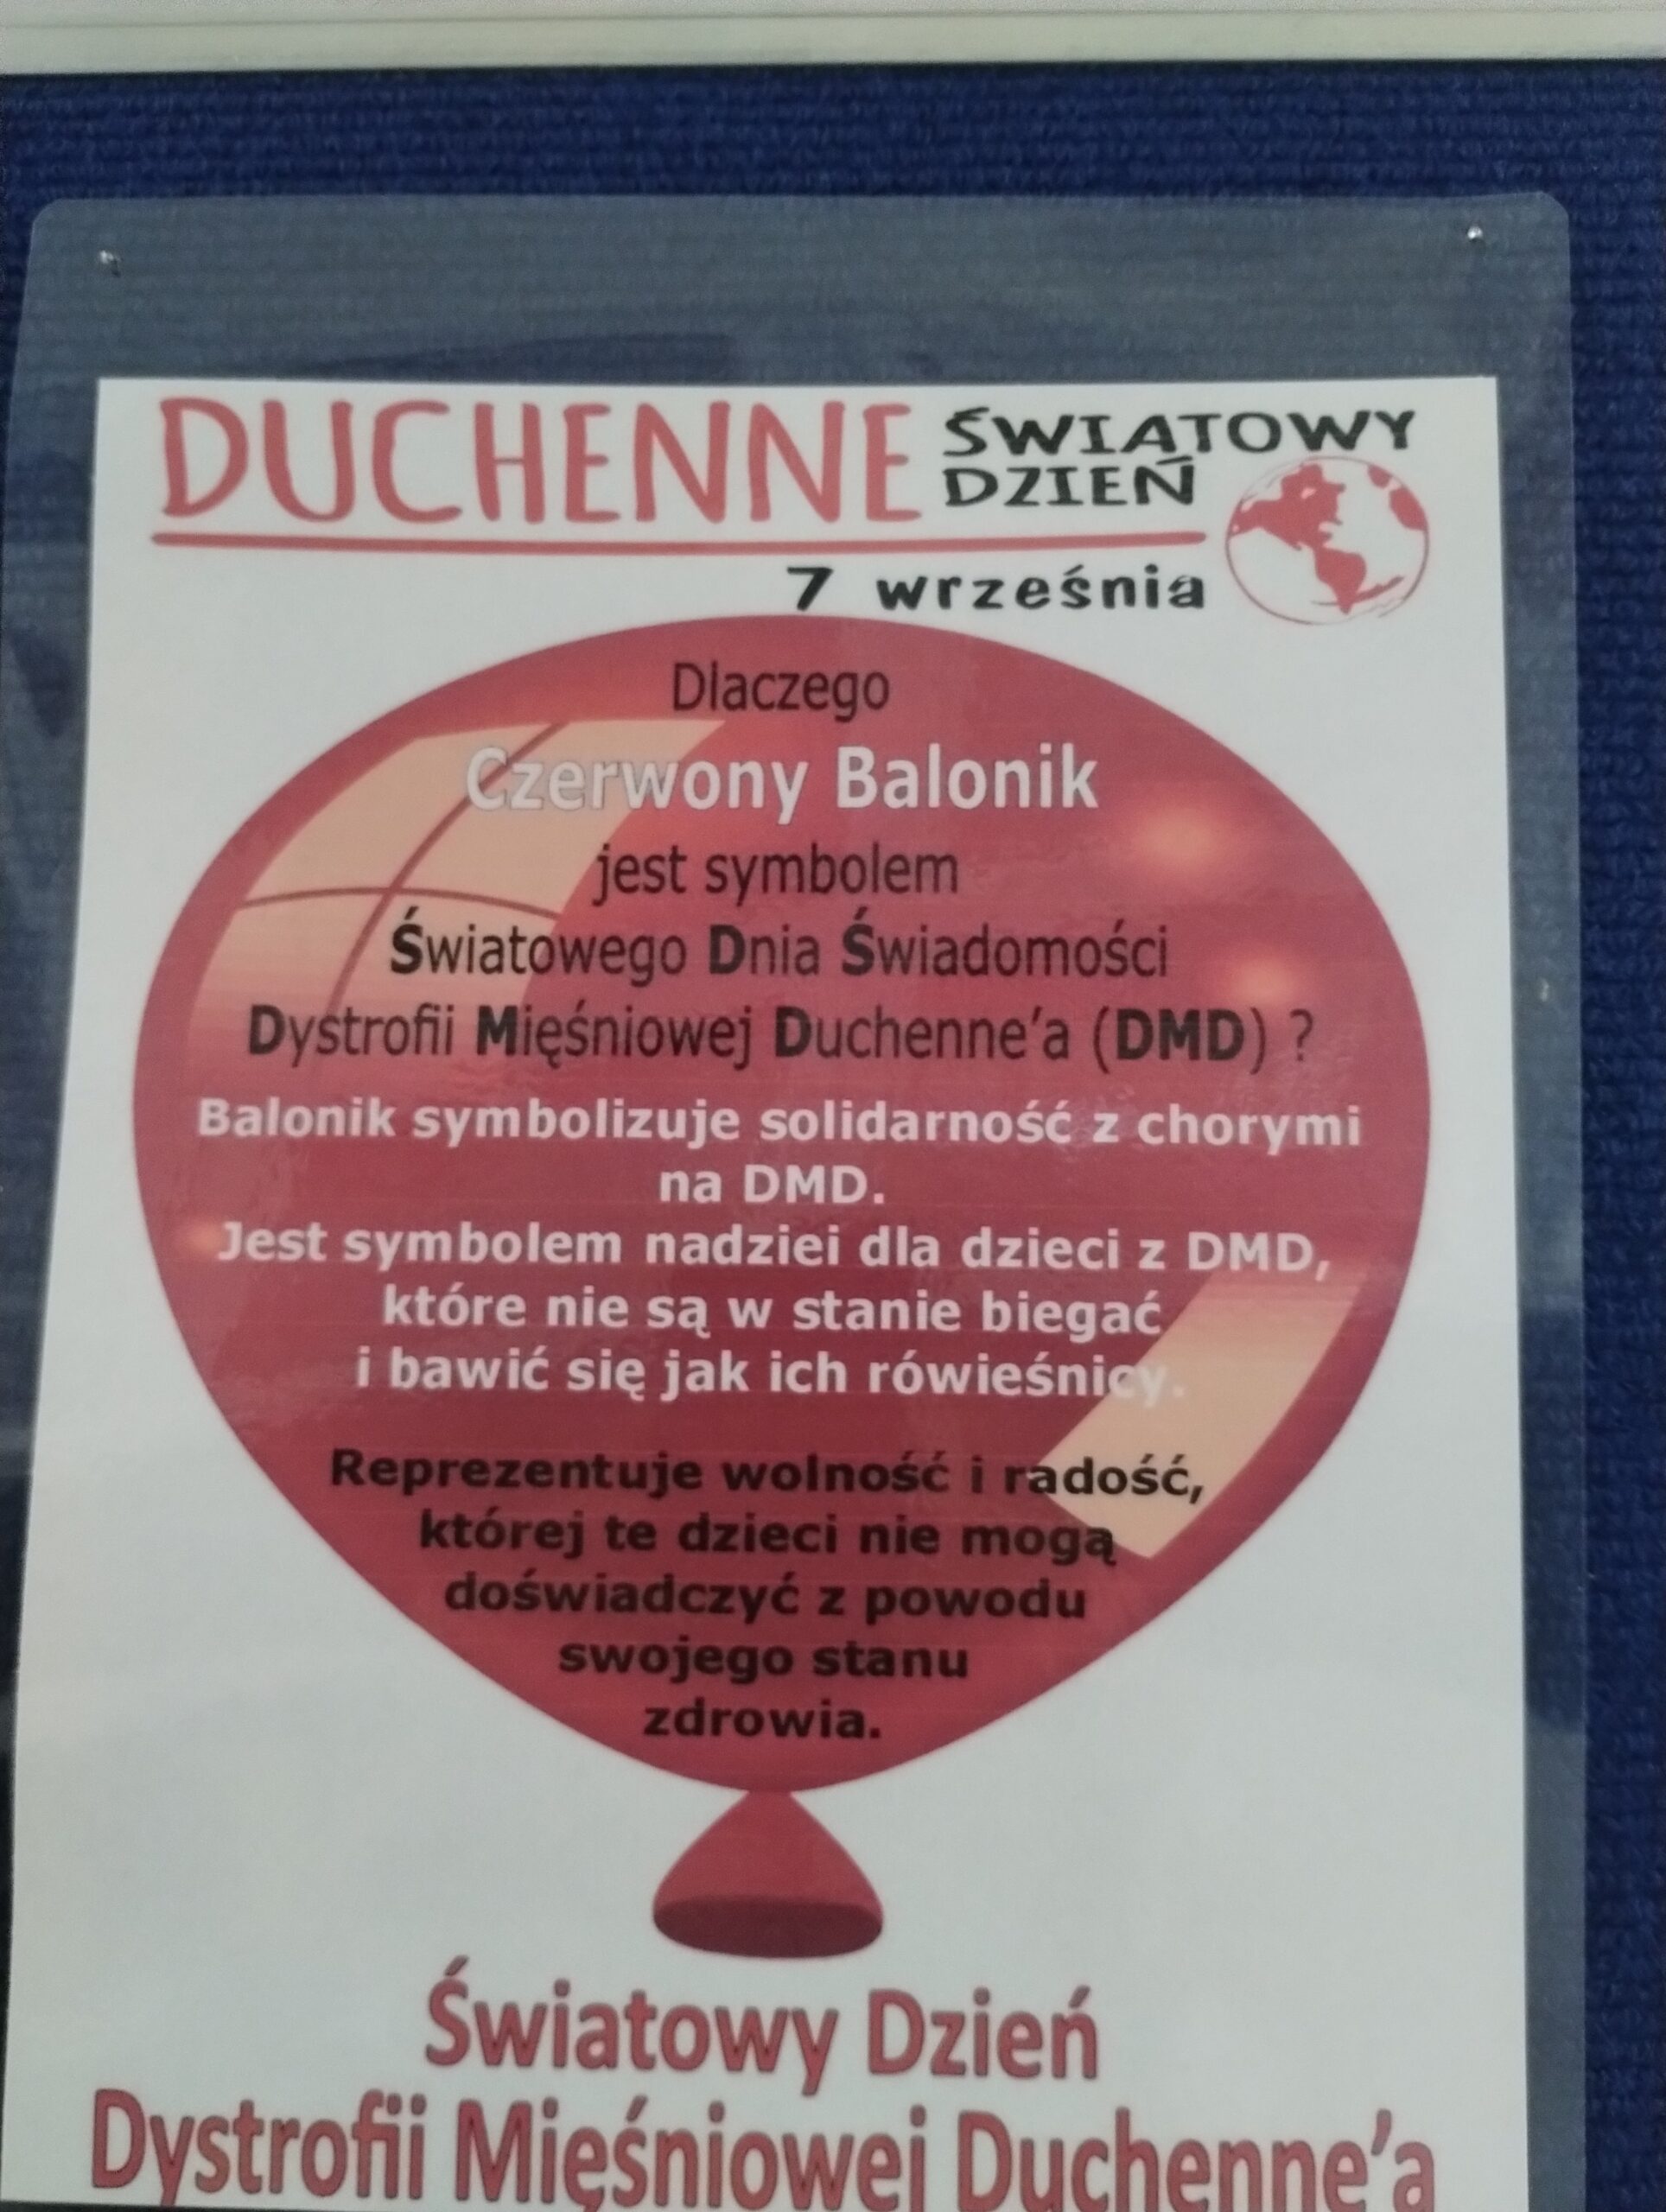 DUCHENNE ŚWIATOWY
DZIEŃ
7 września
Dlaczego
Czerwony Balonik
jest symbolem
Światowego Dnia Świadomości
Dystrofii Mięśniowej Duchenne’a (DMD) ?
Balonik symbolizuje solidarność z chorymi
na DMD.
Jest symbolem nadziei dla dzieci z DMD,
które nie są w stanie biegać
i bawić się jak ich rówieśnicy.
Reprezentuje wolność i radość,
której te dzieci nie mogą
doświadczyć z powodu
swojego stanu
zdrowia.
Światowy Dzień
Dystrofii Mięśniowej Duchenne’a